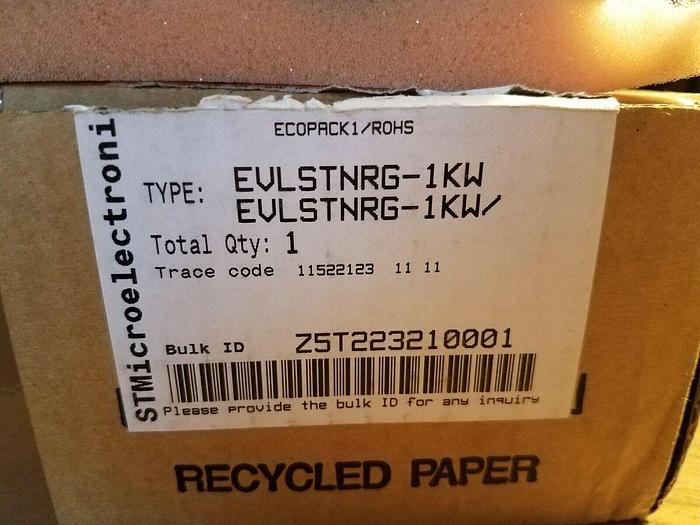 STMicroelectroni
ECOPACK1/ROHS
TYPE: EVLSTNRG-1KW
EVLSTNRG-1KW/
Total Qty: 1
Trace code 11522123 11 11
Bulk ID Z5T223210001
Please provide the bulk ID for any inquiry
RECYCLED PAPER